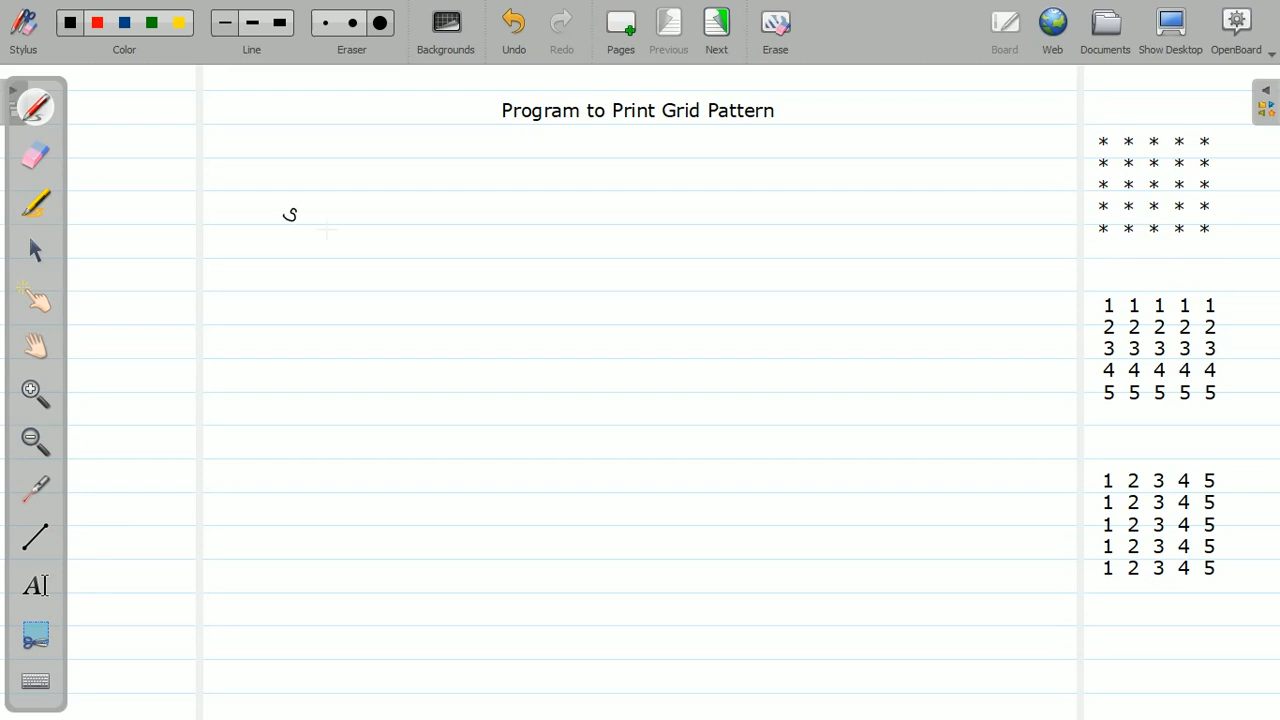 Stylus Color Line Eraser Backgrounds Undo Redo Pages Previous Next Erase Board Web Documents Show Desktop OpenBoard
Program to Print Grid Pattern
* * * * *
* * * * *
* * * * *
* * * * *
* * * * *
1 1 1 1 1
2 2 2 2 2
3 3 3 3 3
4 4 4 4 4
5 5 5 5 5
1 2 3 4 5
1 2 3 4 5
1 2 3 4 5
1 2 3 4 5
1 2 3 4 5